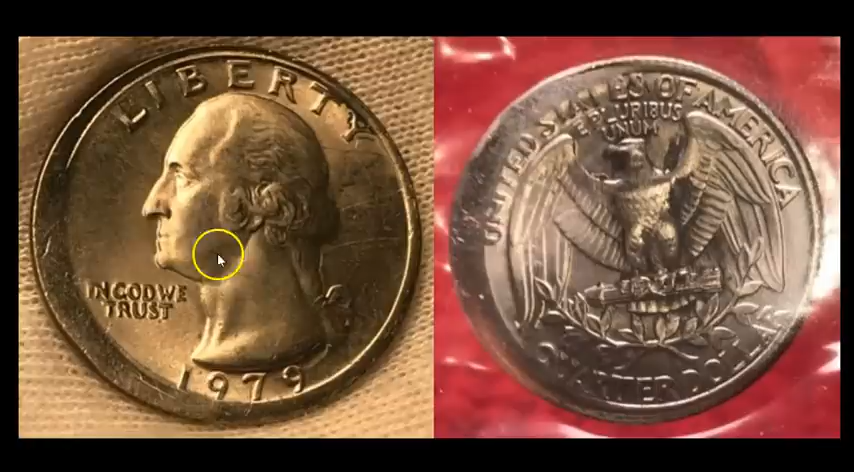 LIBERTY
IN GOD WE
TRUST
1979
UNITED STATES OF AMERICA
E PLURIBUS
UNUM
QUARTER DOLLAR